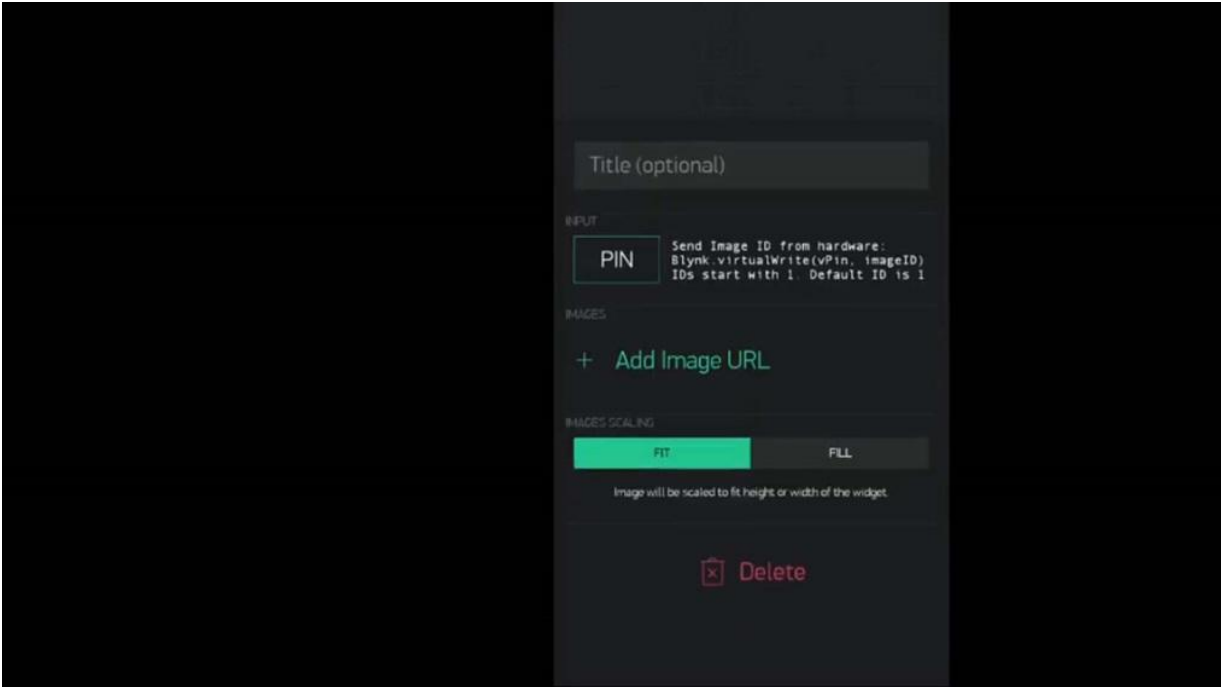 Title (optional)
INPUT
PIN
Send Image ID from hardware:
Blynk.virtualWrite(vPin, imageID)
IDs start with 1. Default ID is 1
IMAGES
+ Add Image URL
IMAGES SCALING
FIT
FILL
Image will be scaled to fit height or width of the widget.
Delete